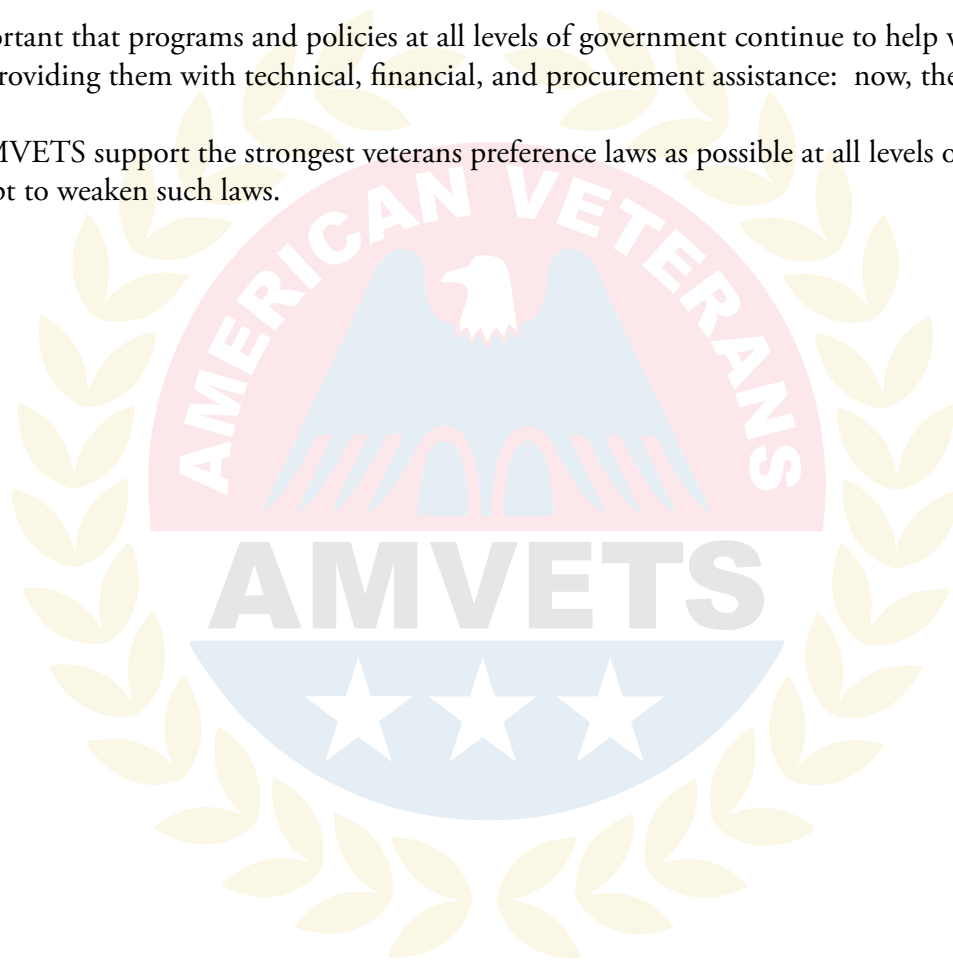 ortant that programs and policies at all levels of government continue to help v
roviding them with technical, financial, and procurement assistance:  now, the
MVETS support the strongest veterans preference laws as possible at all levels o
pt to weaken such laws.
AMERICAN VETERANS
AMVETS